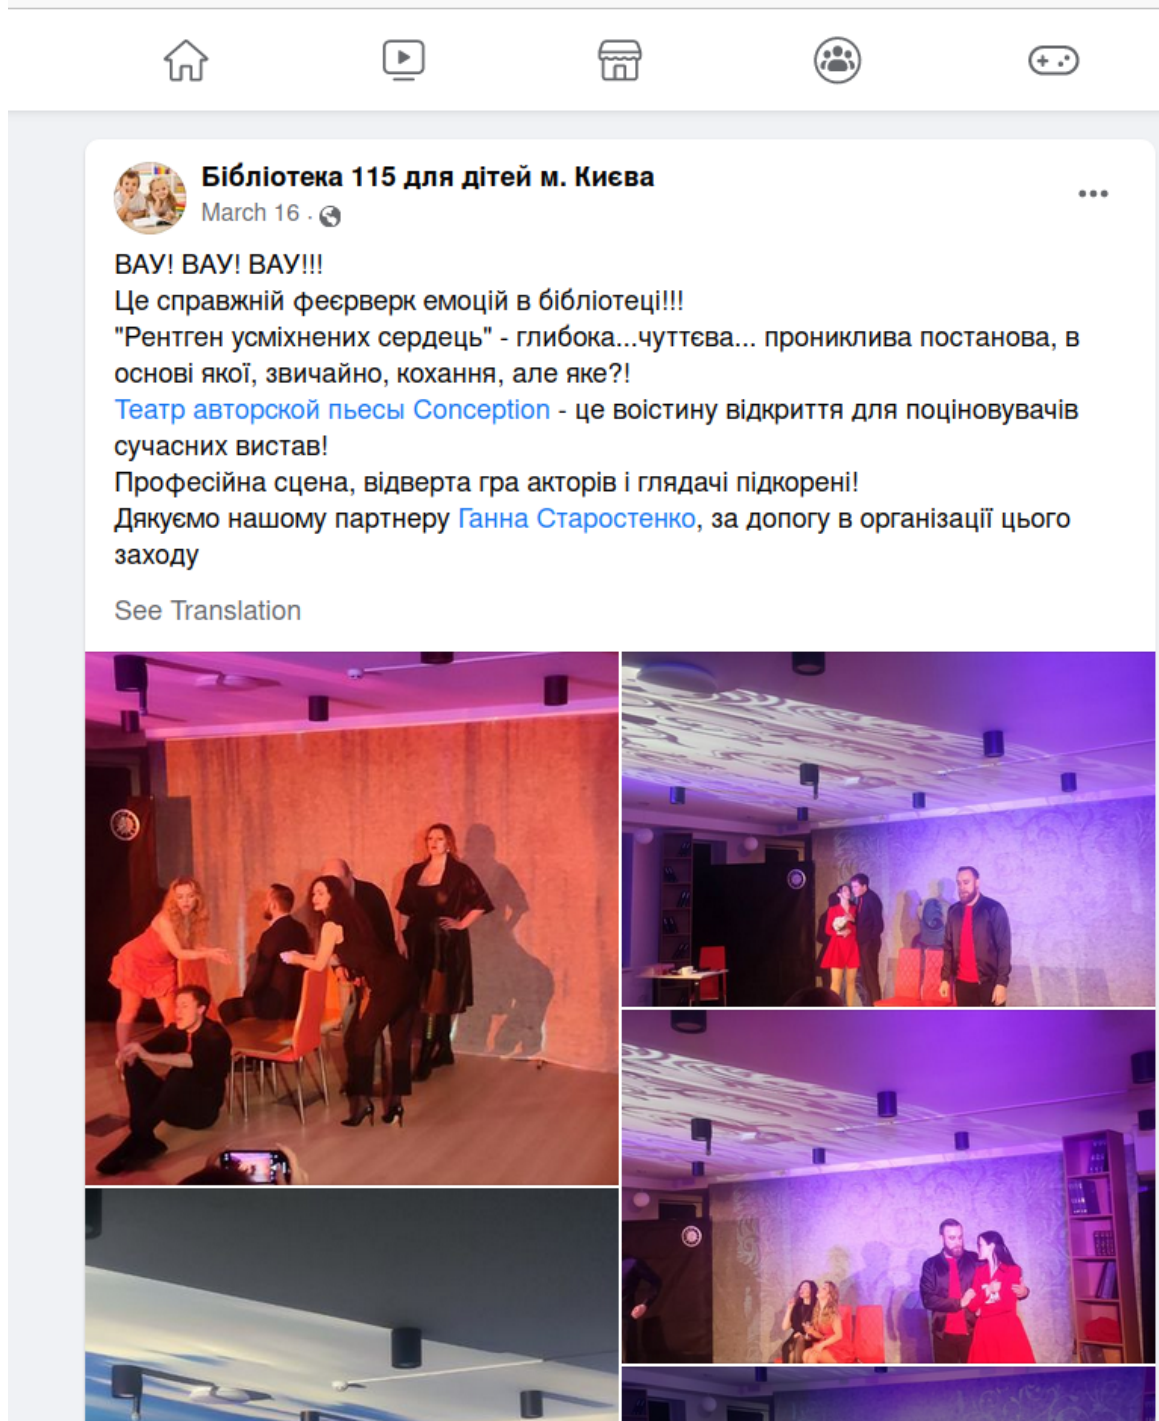 Бібліотека 115 для дітей м. Києва
March 16 ·
ВАУ! ВАУ! ВАУ!!!
Це справжній феєрверк емоцій в бібліотеці!!!
"Рентген усміхнених сердець" - глибока...чуттєва... проникливa постанова, в
основі якої, звичайно, кохання, але яке?!
Театр авторской пьесы Conception - це воістину відкриття для поціновувачів
сучасних вистав!
Професійна сцена, відверта гра акторів і глядачі підкорені!
Дякуємо нашому партнеру Ганна Старостенко, за допогу в організації цього
заходу
See Translation